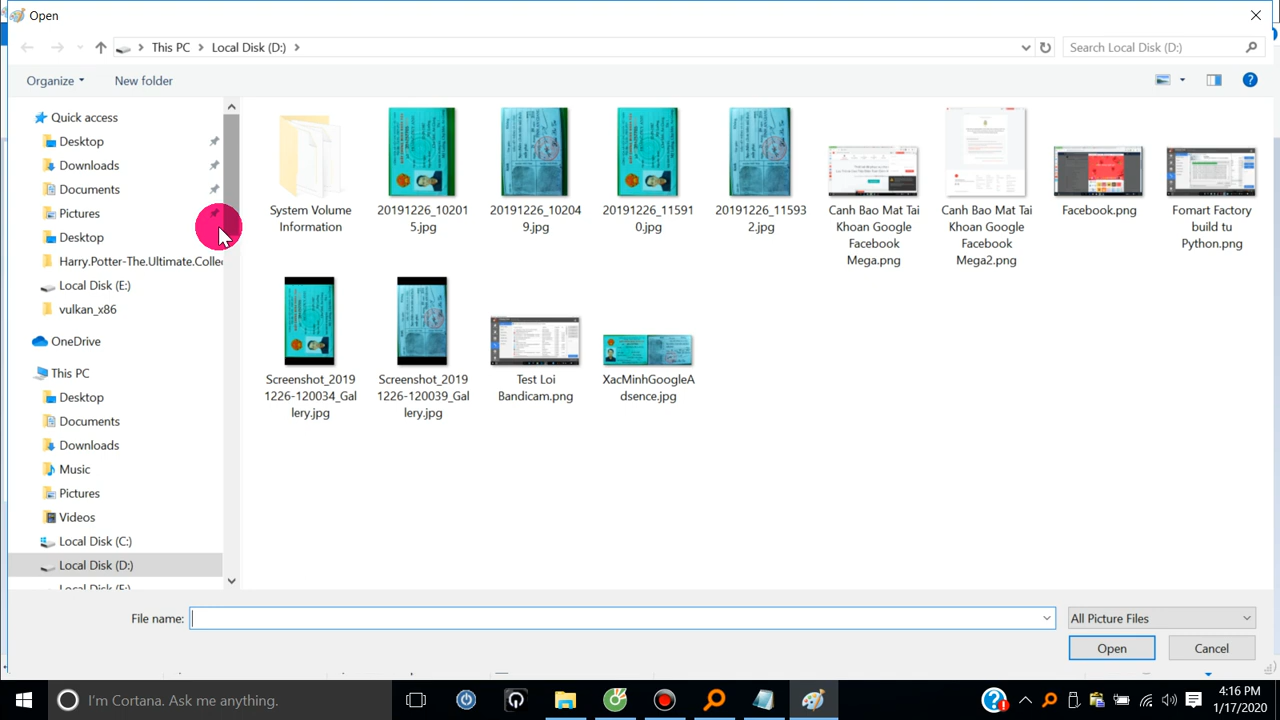 Open
This PC
Local Disk (D:)
Search Local Disk (D:)
Organize
New folder
Quick access
Desktop
Downloads
Documents
Pictures
Desktop
Harry.Potter-The.Ultimate.Collec
Local Disk (E:)
vulkan_x86
OneDrive
This PC
Desktop
Documents
Downloads
Music
Pictures
Videos
Local Disk (C:)
Local Disk (D:)
System Volume
Information
20191226_10201
5.jpg
20191226_10204
9.jpg
20191226_11591
0.jpg
20191226_11593
2.jpg
Canh Bao Mat Tai
Khoan Google
Facebook
Mega.png
Canh Bao Mat Tai
Khoan Google
Facebook
Mega2.png
Facebook.png
Fomart Factory
build tu
Python.png
Screenshot_2019
1226-120034_Gal
lery.jpg
Screenshot_2019
1226-120039_Gal
lery.jpg
Test Loi
Bandicam.png
XacMinhGoogleA
dsence.jpg
File name:
All Picture Files
Open
Cancel
I'm Cortana. Ask me anything.
4:16 PM
1/17/2020